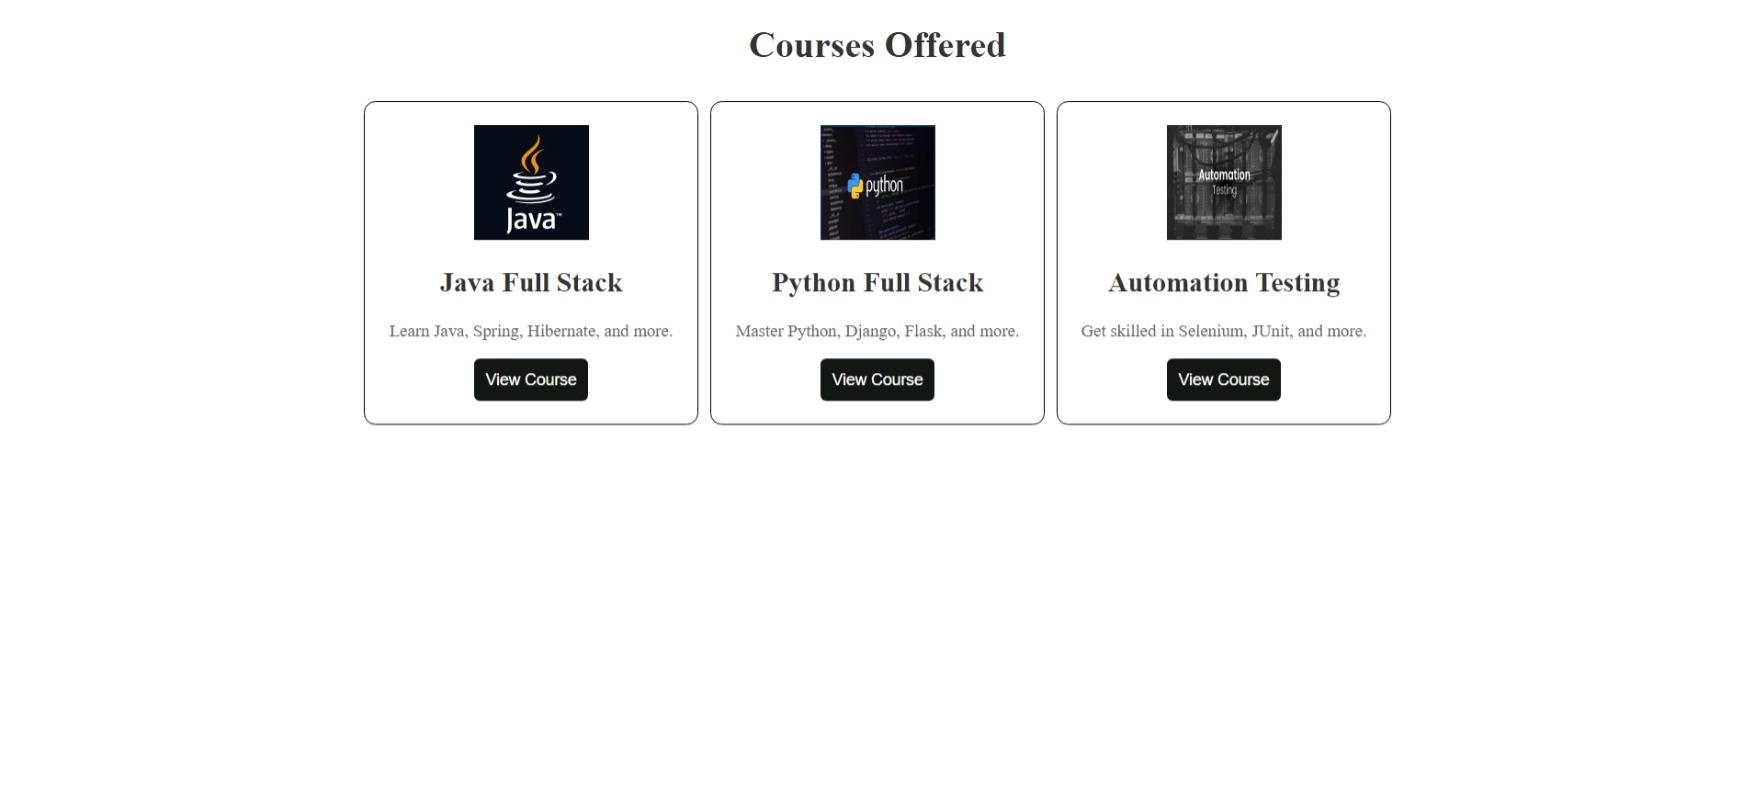 Courses Offered
Java™
python
Automation
Testing
Java Full Stack
Python Full Stack
Automation Testing
Learn Java, Spring, Hibernate, and more.
Master Python, Django, Flask, and more.
Get skilled in Selenium, JUnit, and more.
View Course
View Course
View Course